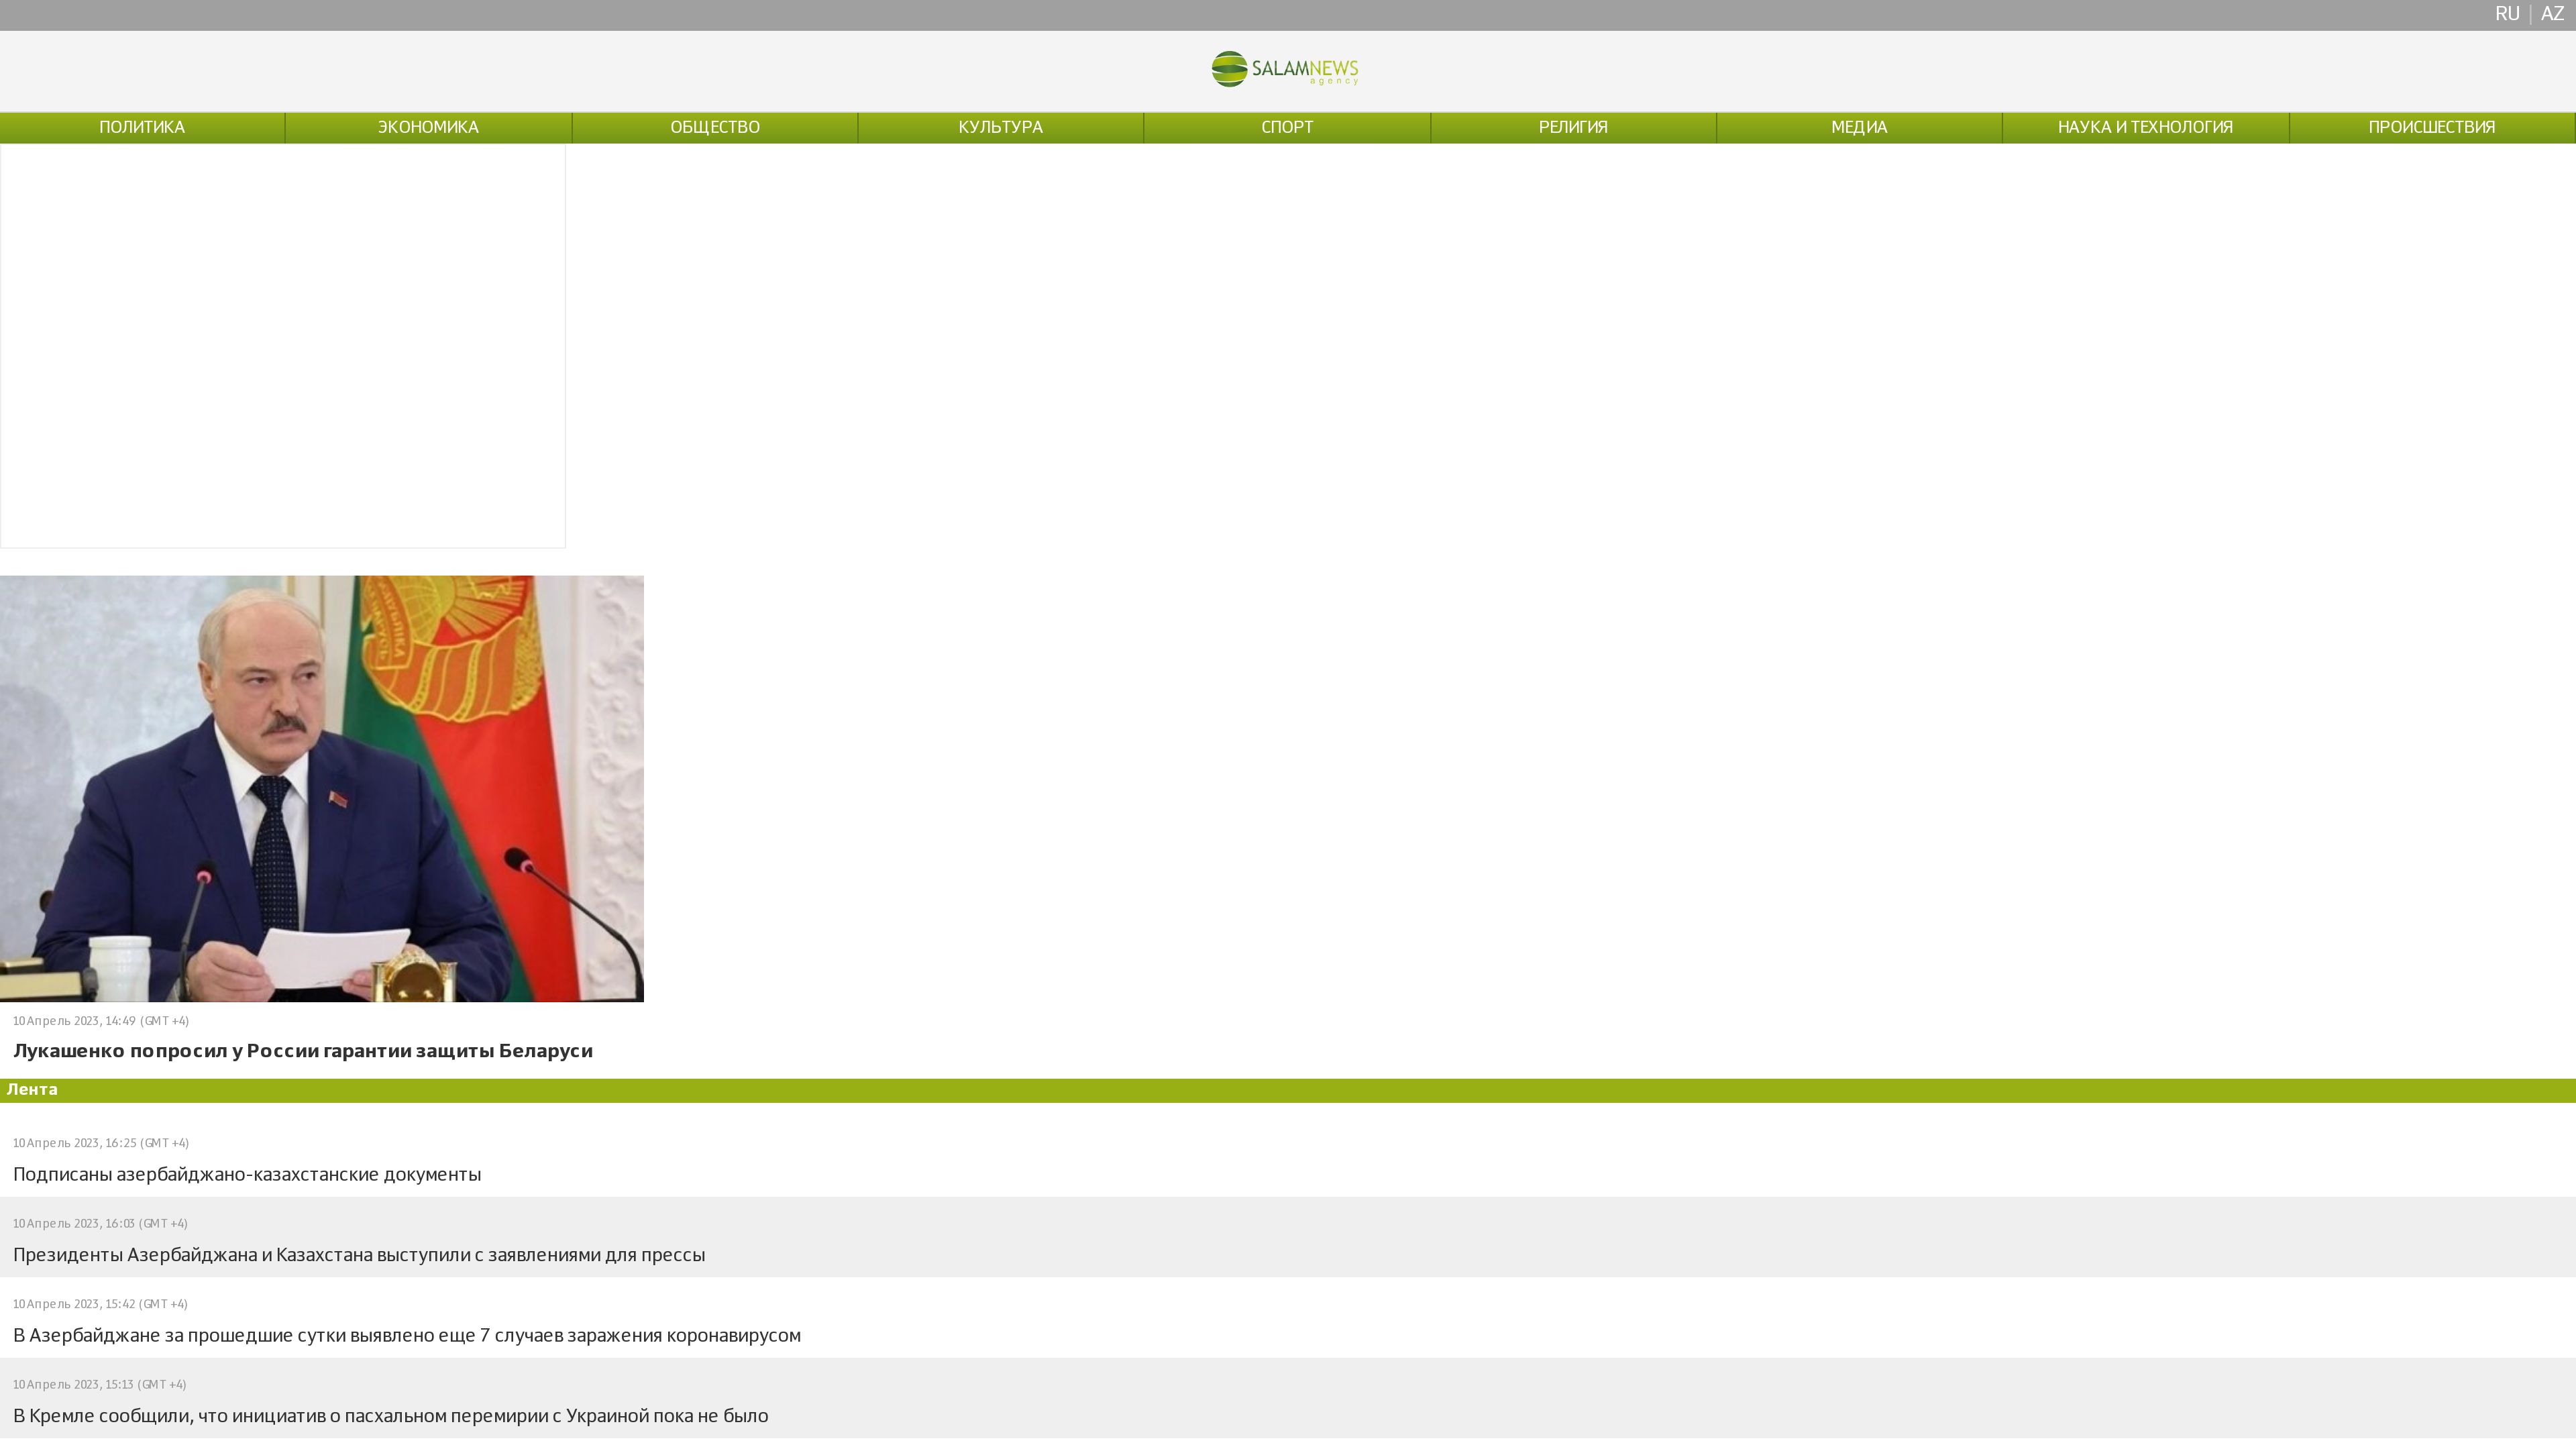 RU | AZ
SALAMNEWS
agency
ПОЛИТИКА
ЭКОНОМИКА
ОБЩЕСТВО
КУЛЬТУРА
СПОРТ
РЕЛИГИЯ
МЕДИА
НАУКА И ТЕХНОЛОГИЯ
ПРОИСШЕСТВИЯ
10 Апрель 2023, 14:49 (GMT +4)
Лукашенко попросил у России гарантии защиты Беларуси
Лента
10 Апрель 2023, 16:25 (GMT +4)
Подписаны азербайджано-казахстанские документы
10 Апрель 2023, 16:03 (GMT +4)
Президенты Азербайджана и Казахстана выступили с заявлениями для прессы
10 Апрель 2023, 15:42 (GMT +4)
В Азербайджане за прошедшие сутки выявлено еще 7 случаев заражения коронавирусом
10 Апрель 2023, 15:13 (GMT +4)
В Кремле сообщили, что инициатив о пасхальном перемирии с Украиной пока не было